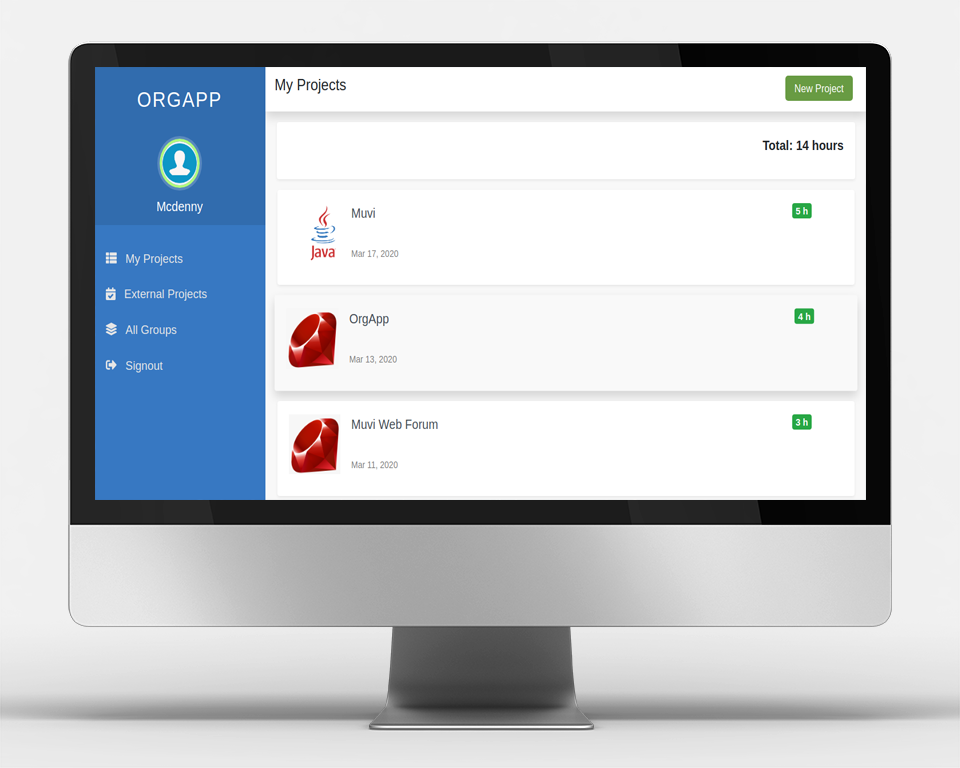 ORGAPP
Mcdenny
My Projects
External Projects
All Groups
Signout
My Projects
New Project
Total: 14 hours
Java
Muvi
5 h
Mar 17, 2020
OrgApp
4 h
Mar 13, 2020
Muvi Web Forum
3 h
Mar 11, 2020